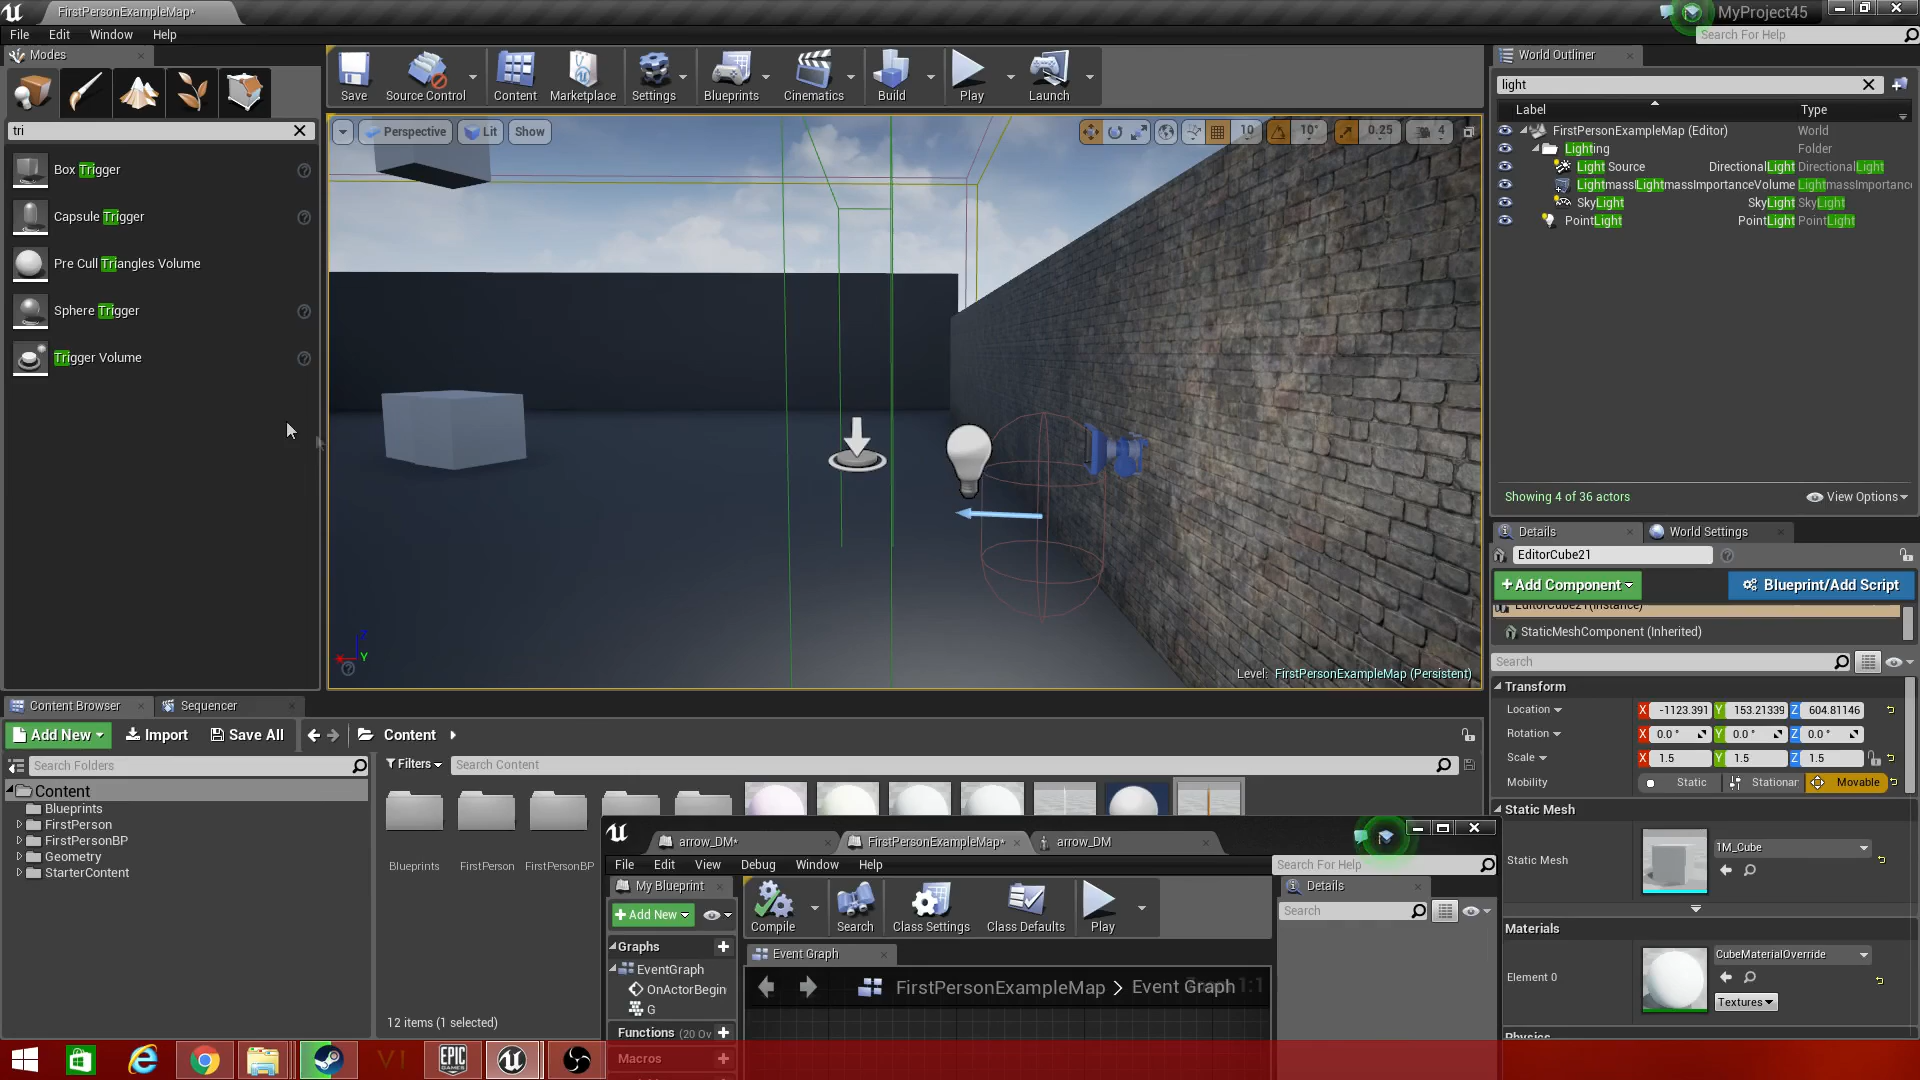 FirstPersonExampleMap*
MyProject45
File Edit Window Help
Search For Help
Modes
tri
Box Trigger
Capsule Trigger
Pre Cull Triangles Volume
Sphere Trigger
Trigger Volume
Save Source Control Content Marketplace Settings Blueprints Cinematics Build Play Launch
Perspective Lit Show
10 10° 0.25 4
Level: FirstPersonExampleMap (Persistent)
World Outliner
light
Label Type
FirstPersonExampleMap (Editor) World
Lighting Folder
Light Source DirectionalLight DirectionalLight
LightmassILightmassImportanceVolume Lightmassimportance
SkyLight SkyLight SkyLight
PointLight PointLight PointLight
Showing 4 of 36 actors View Options
Details World Settings
EditorCube21
+Add Component Blueprint/Add Script
EditorCube21(Instance)
StaticMeshComponent (Inherited)
Search
Transform
Location X -1123.391 Y 153.21339 Z 604.81146
Rotation X 0.0° Y 0.0° Z 0.0°
Scale X 1.5 Y 1.5 Z 1.5
Mobility Static Stationar Movable
Static Mesh
Static Mesh 1M_Cube
Materials
Element 0 CubeMaterialOverride
Textures
Physics
Content Browser Sequencer
Add New Import Save All Content
Search Folders
Filters Search Content
Content
Blueprints
FirstPerson
FirstPersonBP
Geometry
StarterContent
Blueprints FirstPerson FirstPersonBP
12 items (1 selected)
arrow_DM* FirstPersonExampleMap* arrow_DM
File Edit View Debug Window Help
Search For Help
My Blueprint
+Add New
Graphs
EventGraph
OnActorBegin
G
Functions (20 Ov
Macros
Compile Search Class Settings Class Defaults Play
Event Graph
FirstPersonExampleMap > Event Graph
Details
Search
EPIC GAMES